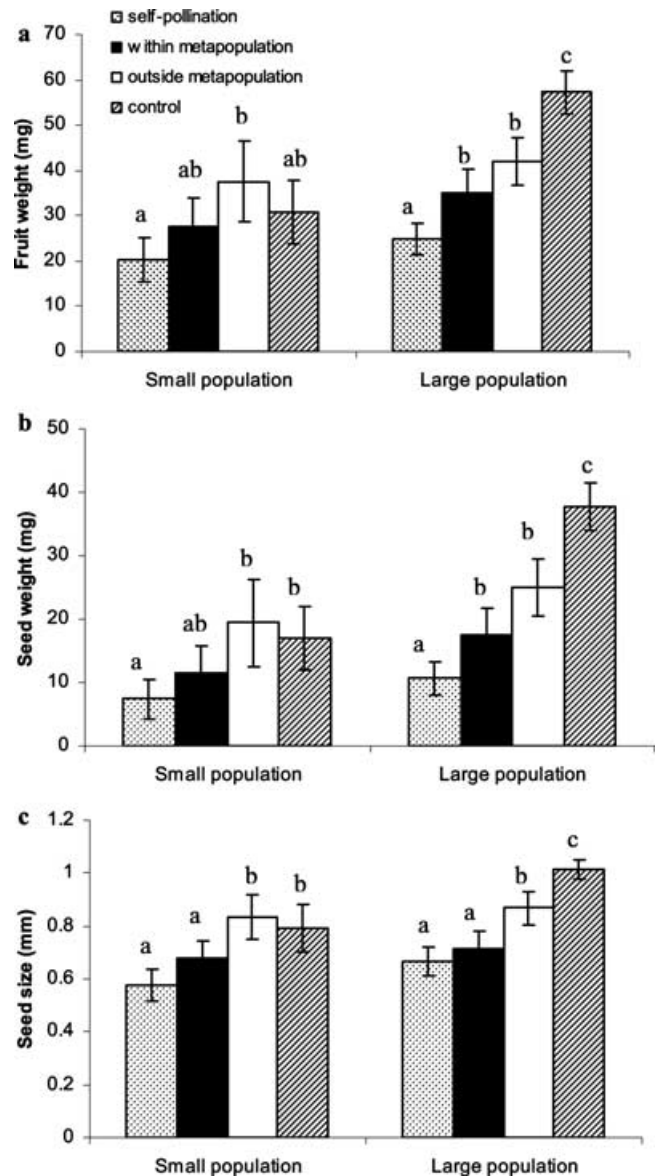 a
self-pollination
within metapopulation
outside metapopulation
control
Fruit weight (mg)
70
60
50
40
30
20
10
0
a
ab
b
ab
a
b
b
c
Small population
Large population
b
Seed weight (mg)
50
40
30
20
10
0
a
ab
b
b
a
b
b
c
Small population
Large population
c
Seed size (mm)
1.2
1
0.8
0.6
0.4
0.2
0
a
a
b
b
a
a
b
c
Small population
Large population